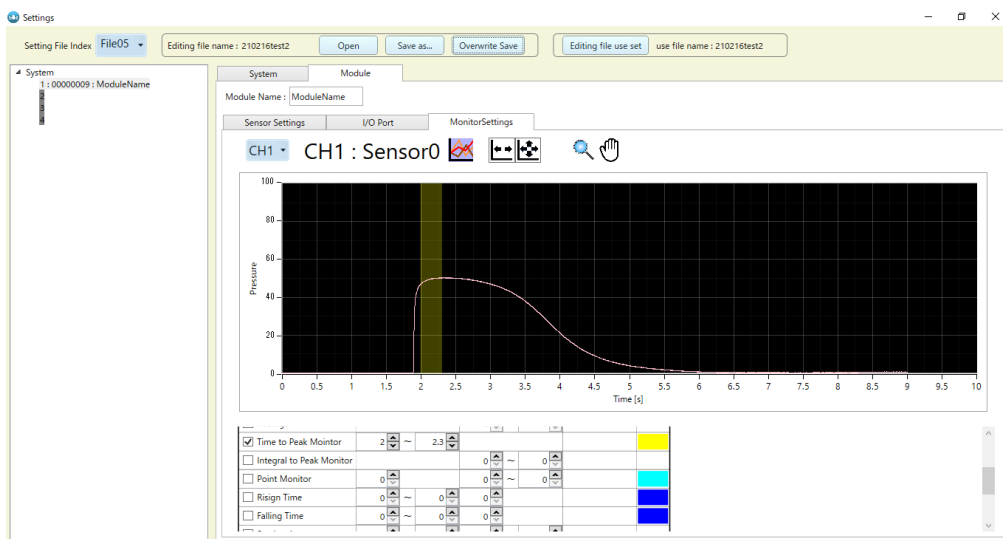 Settings
Setting File Index File05 Editing file name : 210216test2 Open Save as... Overwrite Save Editing file use set use file name : 210216test2
System
1 : 00000009 : ModuleName
2
3
4
System Module
Module Name : ModuleName
Sensor Settings I/O Port MonitorSettings
CH1 CH1 : Sensor0
100
80
60
40
20
0
Pressure
0 0.5 1 1.5 2 2.5 3 3.5 4 4.5 5 5.5 6 6.5 7 7.5 8 8.5 9 9.5 10
Time [s]
Time to Peak Mointor 2 ~ 2.3
Integral to Peak Monitor 0 ~ 0
Point Monitor 0 0 ~ 0
Risign Time 0 ~ 0 0
Falling Time 0 ~ 0 0